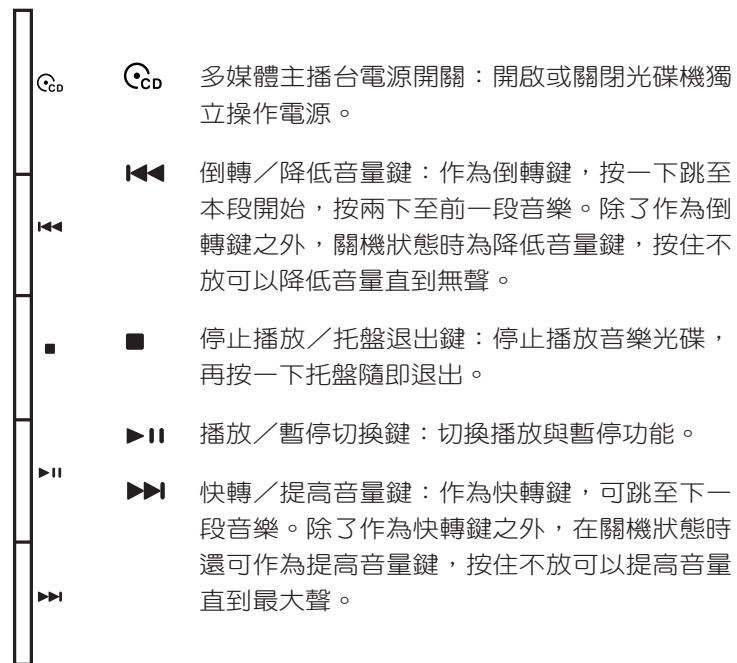 CD
CD 多媒體主播台電源開關：開啟或關閉光碟機獨
立操作電源。
倒轉／降低音量鍵：作為倒轉鍵，按一下跳至
本段開始，按兩下至前一段音樂。除了作為倒
轉鍵之外，關機狀態時為降低音量鍵，按住不
放可以降低音量直到無聲。
停止播放／托盤退出鍵：停止播放音樂光碟，
再按一下托盤隨即退出。
播放／暫停切換鍵：切換播放與暫停功能。
快轉／提高音量鍵：作為快轉鍵，可跳至下一
段音樂。除了作為快轉鍵之外，在關機狀態時
還可作為提高音量鍵，按住不放可以提高音量
直到最大聲。